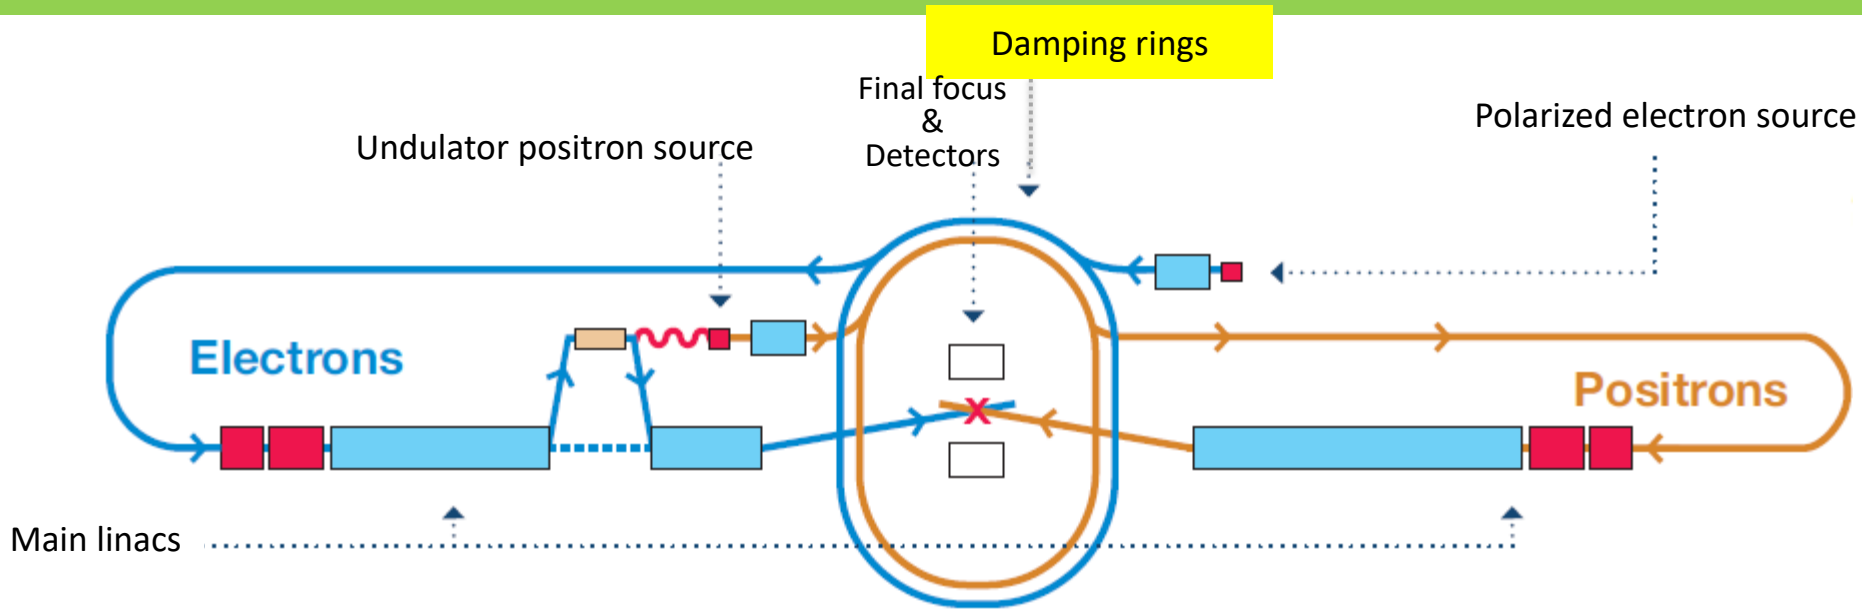 Damping rings
Final focus
&
Detectors
Undulator positron source
Polarized electron source
Electrons
Positrons
X
Main linacs